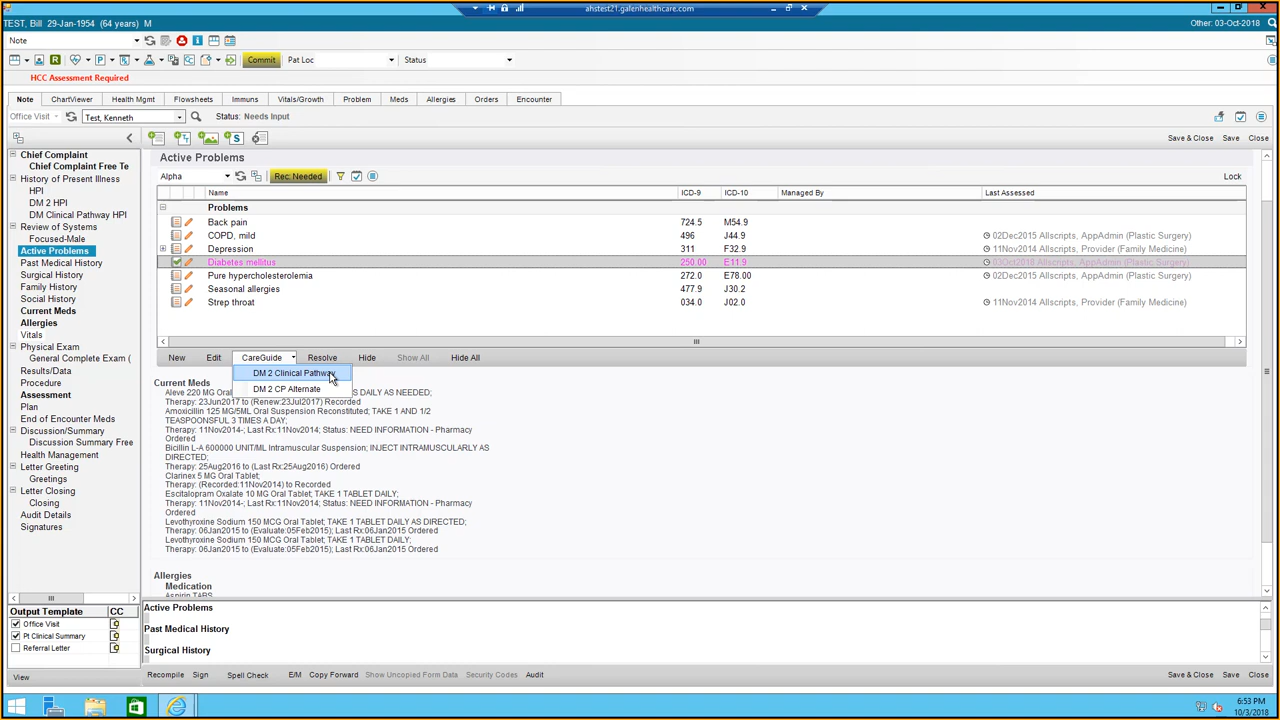 ahstest21.galenhealthcare.com
TEST, Bill 29-Jan-1954 (64 years) M
Other: 03-Oct-2018
Note
Commit
Pat Loc
Status
HCC Assessment Required
Note ChartViewer Health Mgmt Flowsheets Immuns Vitals/Growth Problem Meds Allergies Orders Encounter
Office Visit
Test, Kenneth
Status: Needs Input
Save & Close Save Close
Chief Complaint
Chief Complaint Free Te
History of Present Illness
HPI
DM 2 HPI
DM Clinical Pathway HPI
Review of Systems
Focused-Male
Active Problems
Past Medical History
Surgical History
Family History
Social History
Current Meds
Allergies
Vitals
Physical Exam
General Complete Exam (
Results/Data
Procedure
Assessment
Plan
End of Encounter Meds
Discussion/Summary
Discussion Summary Free
Health Management
Letter Greeting
Greetings
Letter Closing
Closing
Audit Details
Signatures
Output Template CC
Office Visit
Pt Clinical Summary
Referral Letter
View
Active Problems
Alpha
Rec: Needed
Lock
Name ICD-9 ICD-10 Managed By Last Assessed
Problems
Back pain 724.5 M54.9
COPD, mild 496 J44.9 02Dec2015 Allscripts, AppAdmin (Plastic Surgery)
Depression 311 F32.9 11Nov2014 Allscripts, Provider (Family Medicine)
Diabetes mellitus 250.00 E11.9 03Oct2018 Allscripts, AppAdmin (Plastic Surgery)
Pure hypercholesterolemia 272.0 E78.00 02Dec2015 Allscripts, AppAdmin (Plastic Surgery)
Seasonal allergies 477.9 J30.2
Strep throat 034.0 J02.0 11Nov2014 Allscripts, Provider (Family Medicine)
New Edit CareGuide Resolve Hide Show All Hide All
DM 2 Clinical Pathway
DM 2 CP Alternate
Current Meds
Aleve 220 MG Oral S DAILY AS NEEDED;
Therapy: 23Jun2017 to (Renew:23Jul2017) Recorded
Amoxicillin 125 MG/5ML Oral Suspension Reconstituted; TAKE 1 AND 1/2
TEASPOONSFUL 3 TIMES A DAY;
Therapy: 11Nov2014-; Last Rx:11Nov2014; Status: NEED INFORMATION - Pharmacy
Ordered
Bicillin L-A 600000 UNIT/ML Intramuscular Suspension; INJECT INTRAMUSCULARLY AS
DIRECTED;
Therapy: 25Aug2016 to (Last Rx:25Aug2016) Ordered
Clarinex 5 MG Oral Tablet;
Therapy: (Recorded:11Nov2014) to Recorded
Escitalopram Oxalate 10 MG Oral Tablet; TAKE 1 TABLET DAILY;
Therapy: 11Nov2014-; Last Rx:11Nov2014; Status: NEED INFORMATION - Pharmacy
Ordered
Levothyroxine Sodium 150 MCG Oral Tablet; TAKE 1 TABLET DAILY AS DIRECTED;
Therapy: 06Jan2015 to (Evaluate:05Feb2015); Last Rx:06Jan2015 Ordered
Levothyroxine Sodium 150 MCG Oral Tablet; TAKE 1 TABLET DAILY;
Therapy: 06Jan2015 to (Evaluate:05Feb2015); Last Rx:06Jan2015 Ordered
Allergies
Medication
Aspirin TABS
Active Problems
Past Medical History
Surgical History
Recompile Sign Spell Check E/M Copy Forward Show Uncopied Form Data Security Codes Audit
Save & Close Save Close
6:53 PM
10/3/2018